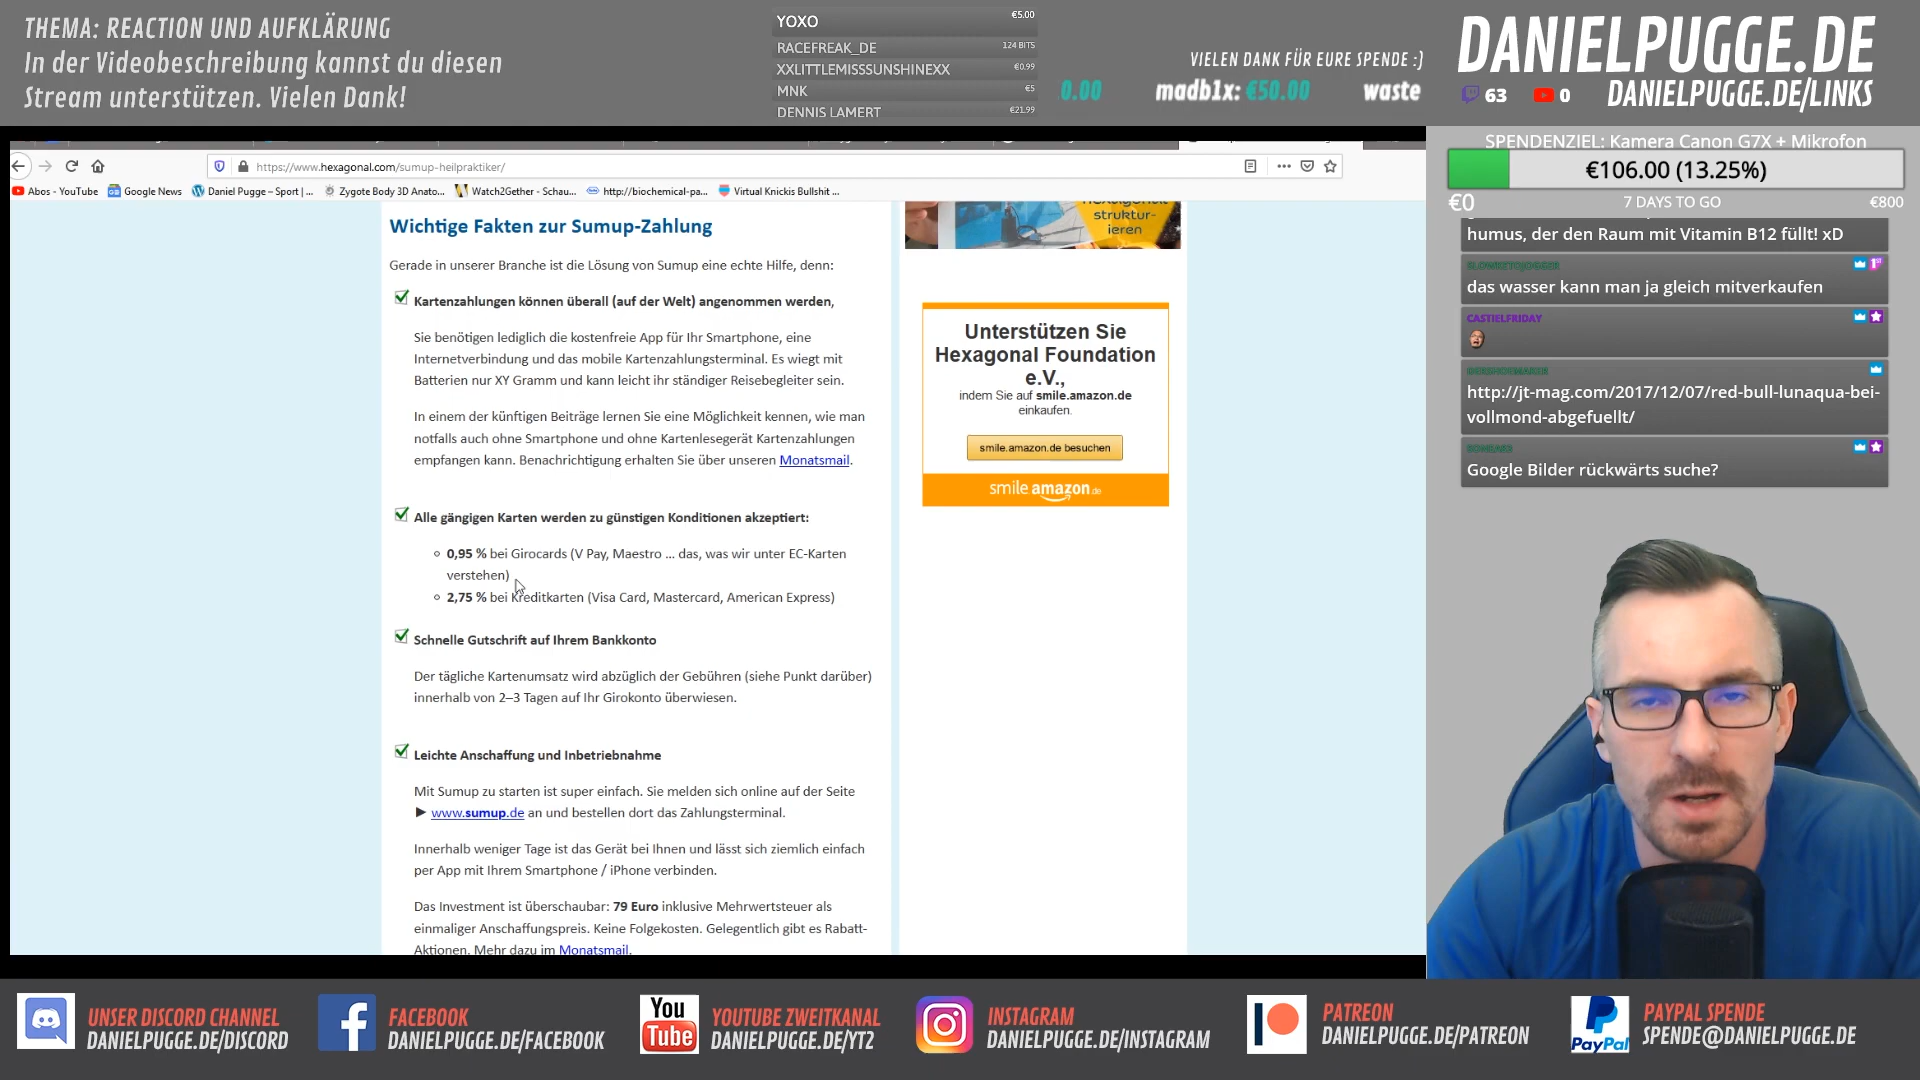 THEMA: REACTION UND AUFKLÄRUNG
In der Videobeschreibung kannst du diesen
Stream unterstützen. Vielen Dank!
YOXO €5.00
RACEFREAK_DE 124 BITS
XXLITTLEMISSSUNSHINEXX €0.99
MNK €5
DENNIS LAMERT €21.99
VIELEN DANK FÜR EURE SPENDE :)
0.00 madb1x: €50.00 waste
DANIELPUGGE.DE
63 0 DANIELPUGGE.DE/LINKS
https://www.hexagonal.com/sumup-heilpraktiker/
Abos - YouTube Google News Daniel Pugge – Sport | ... Zygote Body 3D Anato... Watch2Gether - Schau... http://biochemical-pa... Virtual Knickis Bullshit ...
Wichtige Fakten zur Sumup-Zahlung
Gerade in unserer Branche ist die Lösung von Sumup eine echte Hilfe, denn:
Kartenzahlungen können überall (auf der Welt) angenommen werden,
Sie benötigen lediglich die kostenfreie App für Ihr Smartphone, eine
Internetverbindung und das mobile Kartenzahlungsterminal. Es wiegt mit
Batterien nur XY Gramm und kann leicht ihr ständiger Reisebegleiter sein.
In einem der künftigen Beiträge lernen Sie eine Möglichkeit kennen, wie man
notfalls auch ohne Smartphone und ohne Kartenlesegerät Kartenzahlungen
empfangen kann. Benachrichtigung erhalten Sie über unseren Monatsmail.
Alle gängigen Karten werden zu günstigen Konditionen akzeptiert:
0,95 % bei Girocards (V Pay, Maestro ... das, was wir unter EC-Karten
verstehen)
2,75 % bei Kreditkarten (Visa Card, Mastercard, American Express)
Schnelle Gutschrift auf Ihrem Bankkonto
Der tägliche Kartenumsatz wird abzüglich der Gebühren (siehe Punkt darüber)
innerhalb von 2–3 Tagen auf Ihr Girokonto überwiesen.
Leichte Anschaffung und Inbetriebnahme
Mit Sumup zu starten ist super einfach. Sie melden sich online auf der Seite
► www.sumup.de an und bestellen dort das Zahlungsterminal.
Innerhalb weniger Tage ist das Gerät bei Ihnen und lässt sich ziemlich einfach
per App mit Ihrem Smartphone / iPhone verbinden.
Das Investment ist überschaubar: 79 Euro inklusive Mehrwertsteuer als
einmaliger Anschaffungspreis. Keine Folgekosten. Gelegentlich gibt es Rabatt-
Aktionen. Mehr dazu im Monatsmail.
struktur-
ieren
Unterstützen Sie
Hexagonal Foundation
e.V.,
indem Sie auf smile.amazon.de
einkaufen.
smile.amazon.de besuchen
smile.amazon.de
SPENDENZIEL: Kamera Canon G7X + Mikrofon
€106.00 (13.25%)
€0 7 DAYS TO GO €800
humus, der den Raum mit Vitamin B12 füllt! xD
das wasser kann man ja gleich mitverkaufen
CASTIELFRIDAY
http://jt-mag.com/2017/12/07/red-bull-lunaqua-bei-
vollmond-abgefuellt/
Google Bilder rückwärts suche?
UNSER DISCORD CHANNEL
DANIELPUGGE.DE/DISCORD
FACEBOOK
DANIELPUGGE.DE/FACEBOOK
You
Tube
YOUTUBE ZWEITKANAL
DANIELPUGGE.DE/YT2
INSTAGRAM
DANIELPUGGE.DE/INSTAGRAM
PATREON
DANIELPUGGE.DE/PATREON
PayPal
PAYPAL SPENDE
SPENDE@DANIELPUGGE.DE